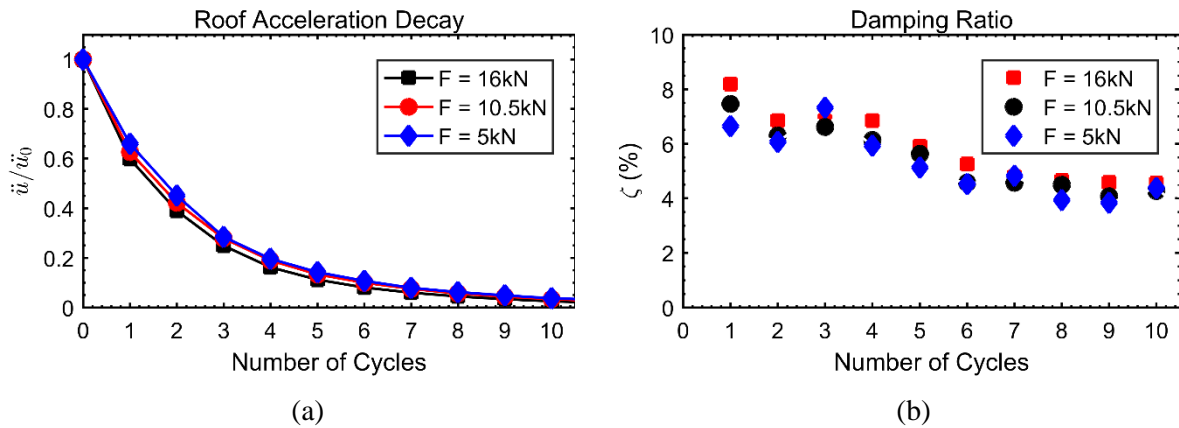 Roof Acceleration Decay
1
0.8
0.6
0.4
0.2
0
ü/ü₀
F = 16kN
F = 10.5kN
F = 5kN
0 1 2 3 4 5 6 7 8 9 10
Number of Cycles
(a)
Damping Ratio
10
8
6
4
2
0
ζ (%)
F = 16kN
F = 10.5kN
F = 5kN
0 1 2 3 4 5 6 7 8 9 10
Number of Cycles
(b)